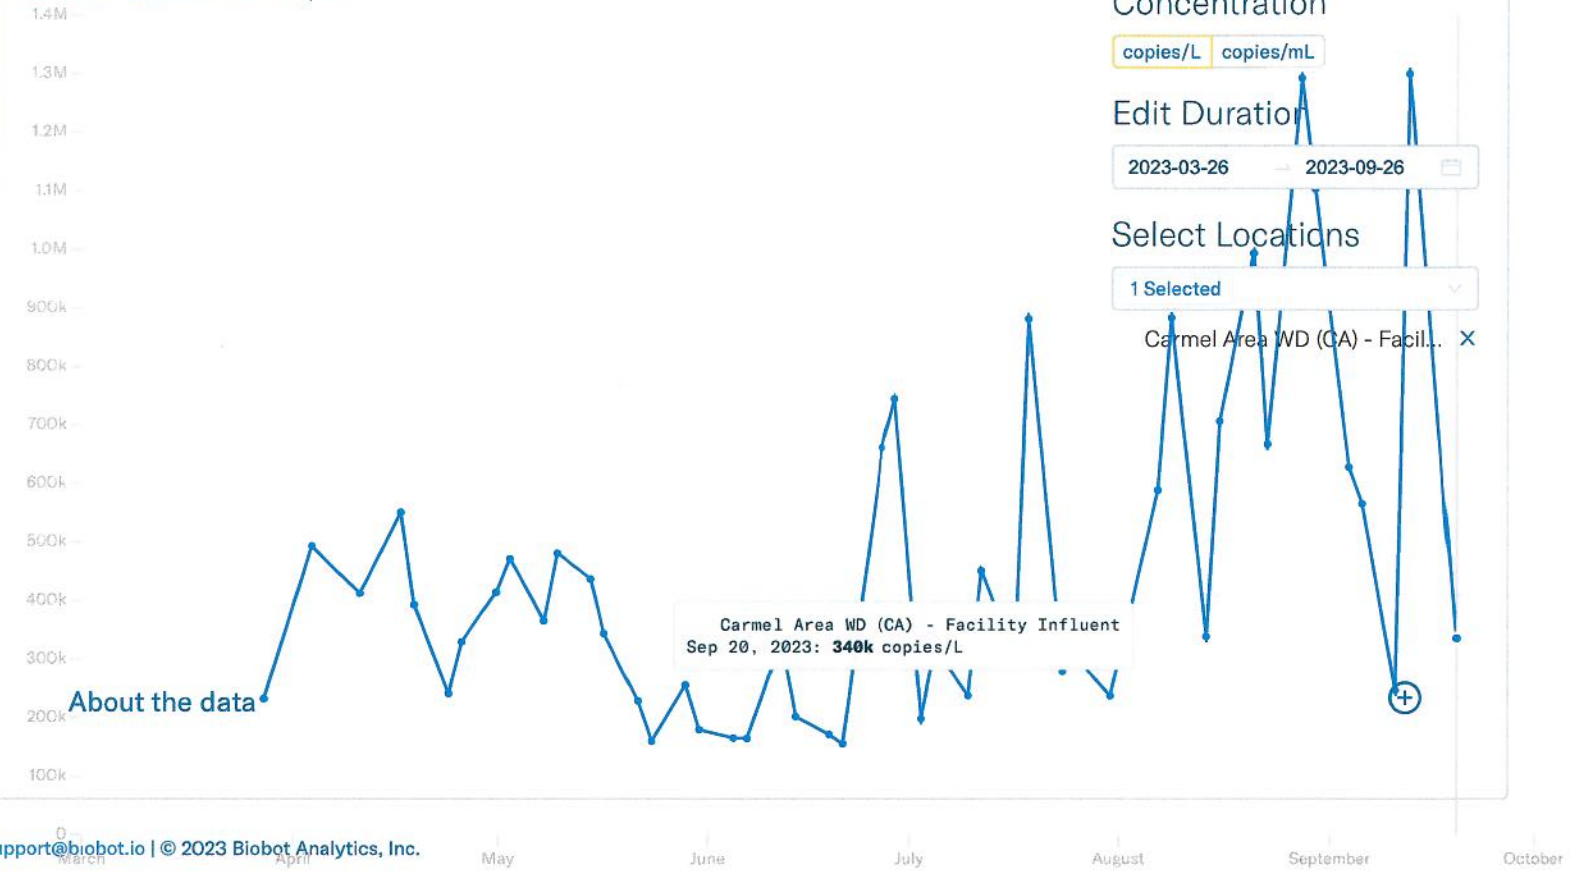 1.4M
Concentration
copies/L copies/mL
1.3M
Edit Duration
1.2M
2023-03-26 → 2023-09-26
1.1M
Select Locations
1.0M
1 Selected
900k
Carmel Area WD (CA) - Facil... ×
800k
700k
600k
500k
400k
Carmel Area WD (CA) - Facility Influent
Sep 20, 2023: 340k copies/L
300k
About the data
200k
100k
0
upport@biobot.io | © 2023 Biobot Analytics, Inc.
March April May June July August September October